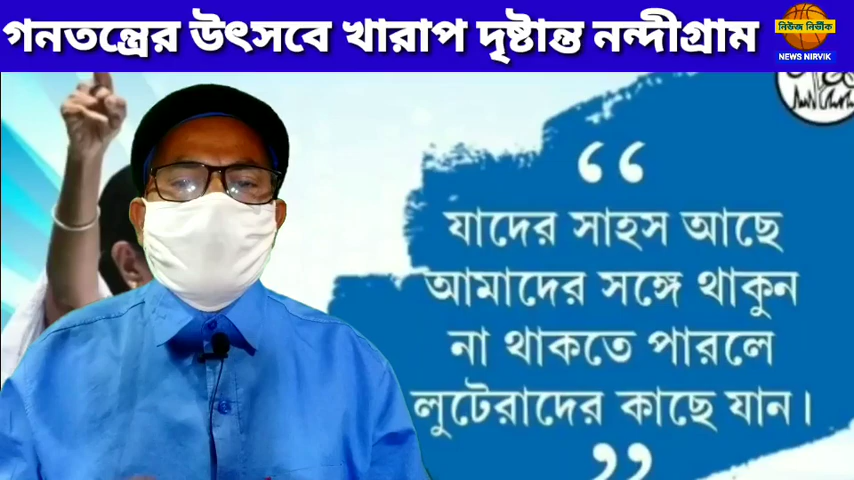 গনতন্ত্রের উৎসবে খারাপ দৃষ্টান্ত নন্দীগ্রাম
নিউজ নির্ভীক
NEWS NIRVIK
“
যাদের সাহস আছে
আমাদের সঙ্গে থাকুন
না থাকতে পারলে
লুটেরাদের কাছে যান।
”